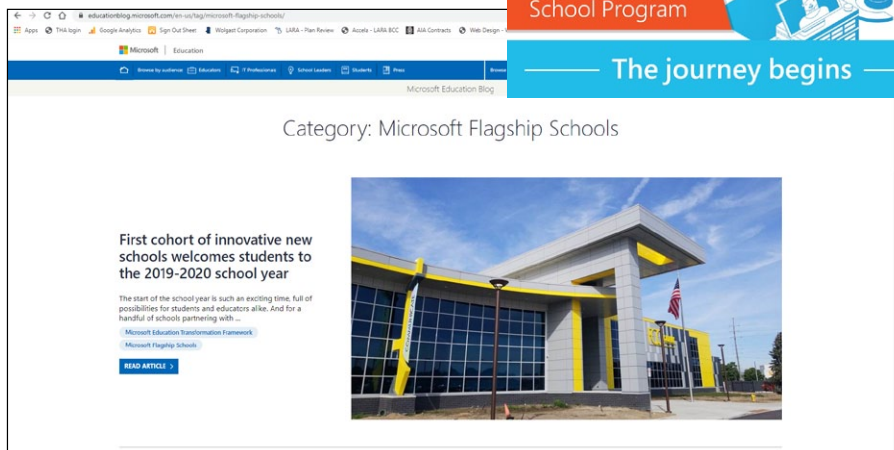 School Program
The journey begins
educationblog.microsoft.com/en-us/tag/microsoft-flagship-schools/
Apps THA login Google Analytics Sign Out Sheet Wolgast Corporation LARA - Plan Review Accela - LARA BCC AIA Contracts Web Design -
Microsoft | Education
Browse by audience Educators IT Professionals School Leaders Students Press Browse
Microsoft Education Blog
Category: Microsoft Flagship Schools
First cohort of innovative new
schools welcomes students to
the 2019-2020 school year
The start of the school year is such an exciting time, full of
possibilities for students and educators alike. And for a
handful of schools partnering with ...
Microsoft Education Transformation Framework
Microsoft Flagship Schools
READ ARTICLE >